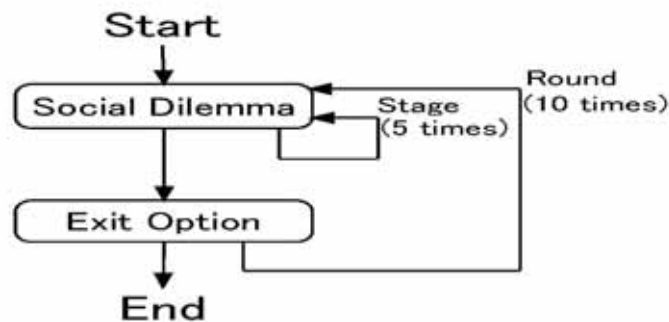 Start
Social Dilemma
Stage
(5 times)
Round
(10 times)
Exit Option
End